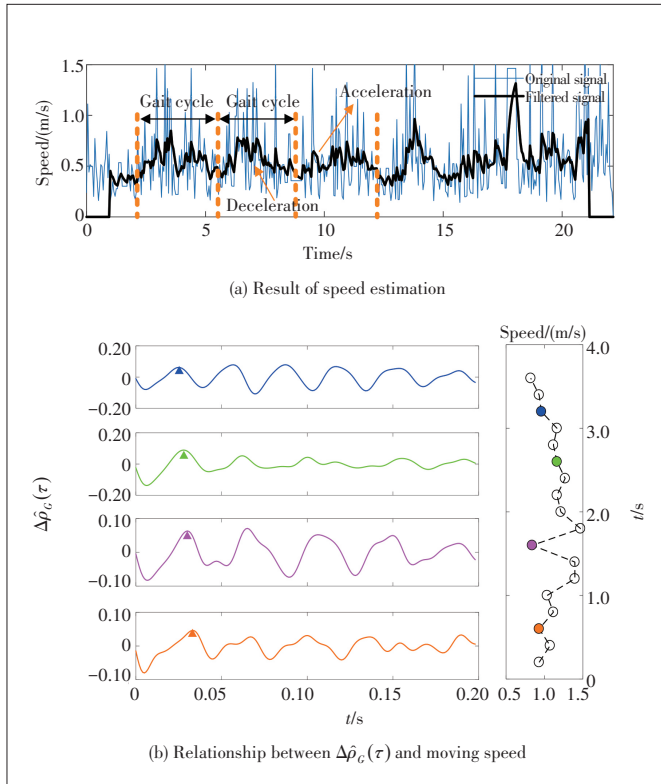 1.5
1.0
0.5
0
Speed/(m/s)
Gait cycle
Gait cycle
Acceleration
Deceleration
Original signal
Filtered signal
0
5
10
15
20
Time/s
(a) Result of speed estimation
0.20
0
−0.20
0.20
0
−0.20
0.10
0
−0.10
0.10
0
−0.10
Δρ̂_G(τ)
0
0.05
0.10
0.15
0.20
t/s
Speed/(m/s)
4.0
3.0
2.0
1.0
0
t/s
0.5
1.0
1.5
(b) Relationship between Δρ̂_G(τ) and moving speed